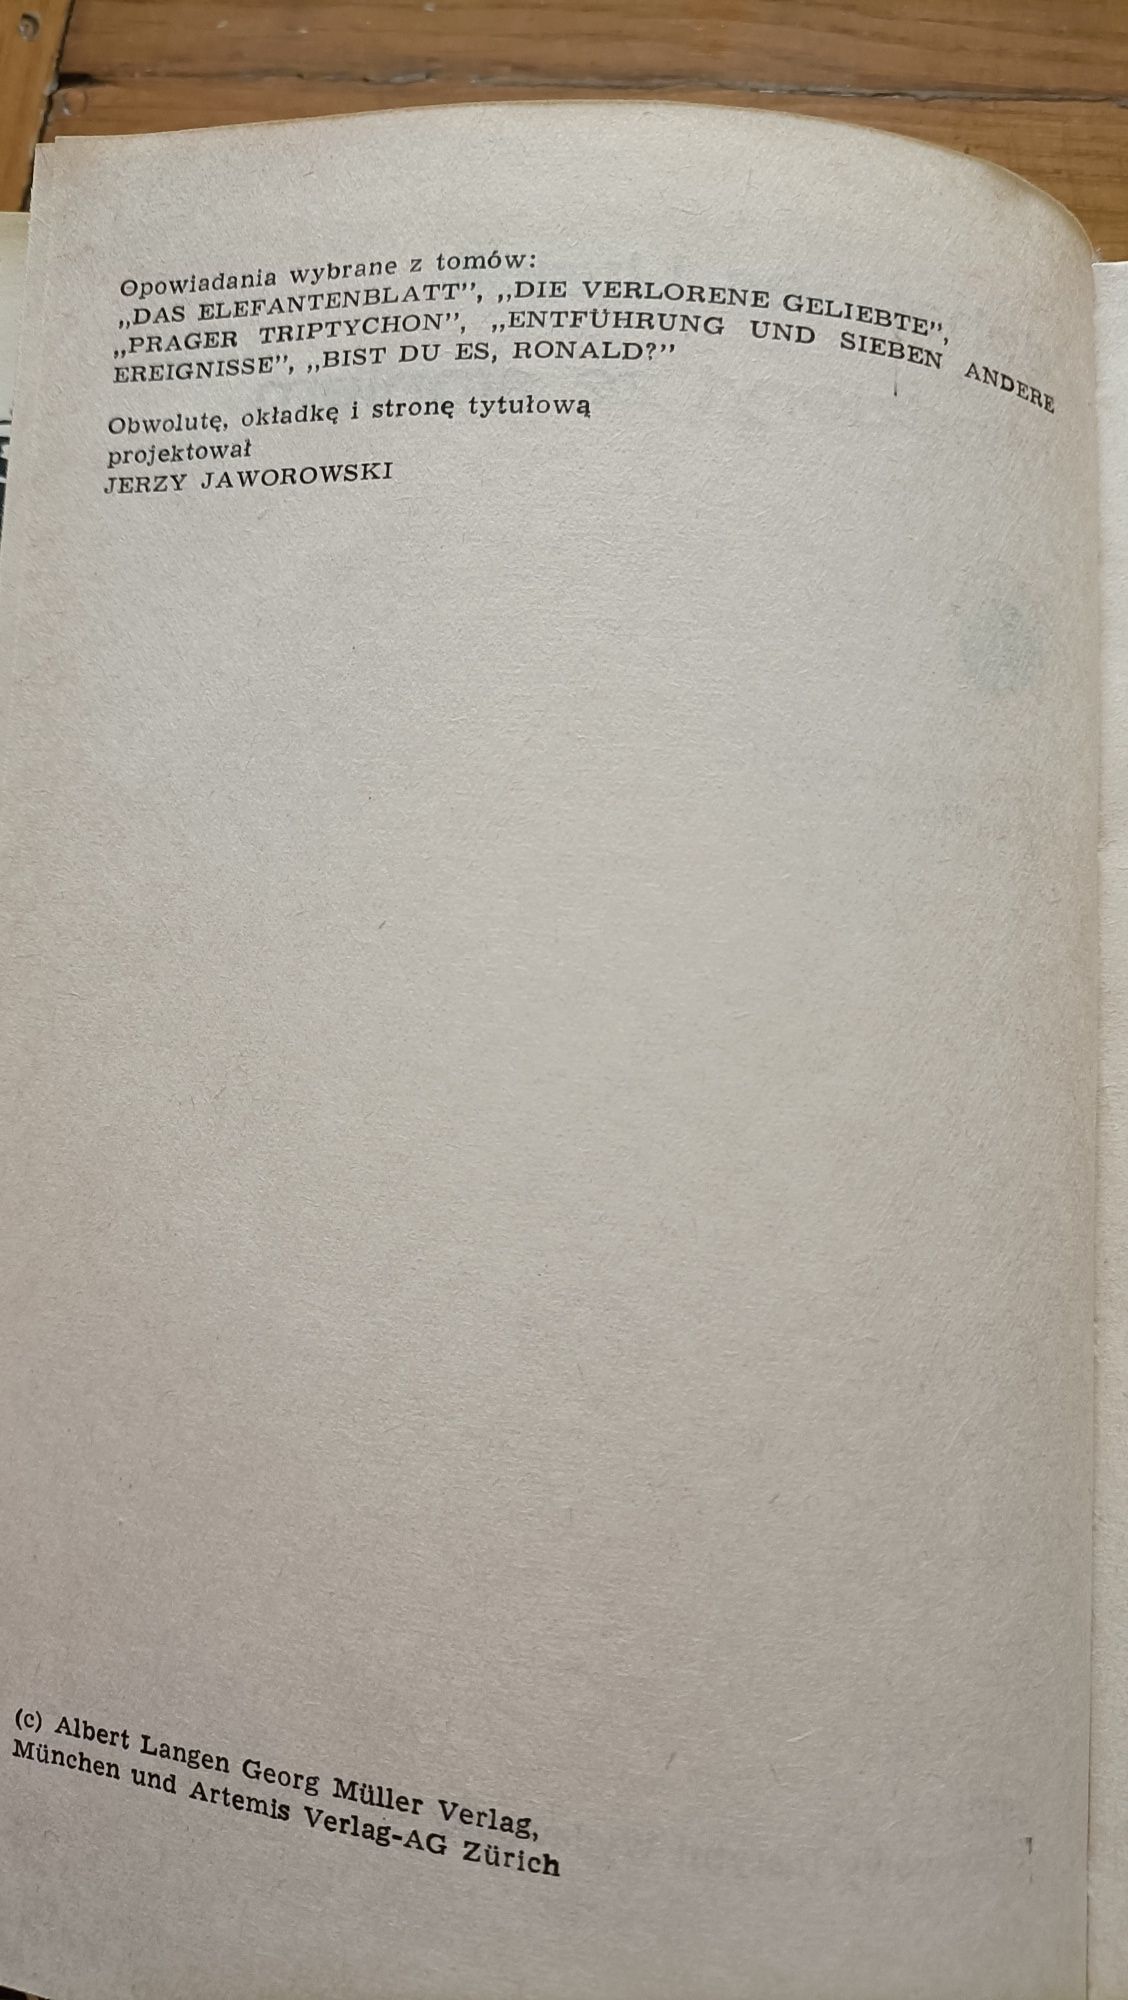 Opowiadania wybrane z tomów:
„DAS ELEFANTENBLATT”, „DIE VERLORENE GELIEBTE”,
„PRAGER TRIPTYCHON”, „ENTFÜHRUNG UND SIEBEN ANDERE
EREIGNISSE”, „BIST DU ES, RONALD?”
Obwolutę, okładkę i stronę tytułową
projektował
JERZY JAWOROWSKI
(c) Albert Langen Georg Müller Verlag,
München und Artemis Verlag-AG Zürich